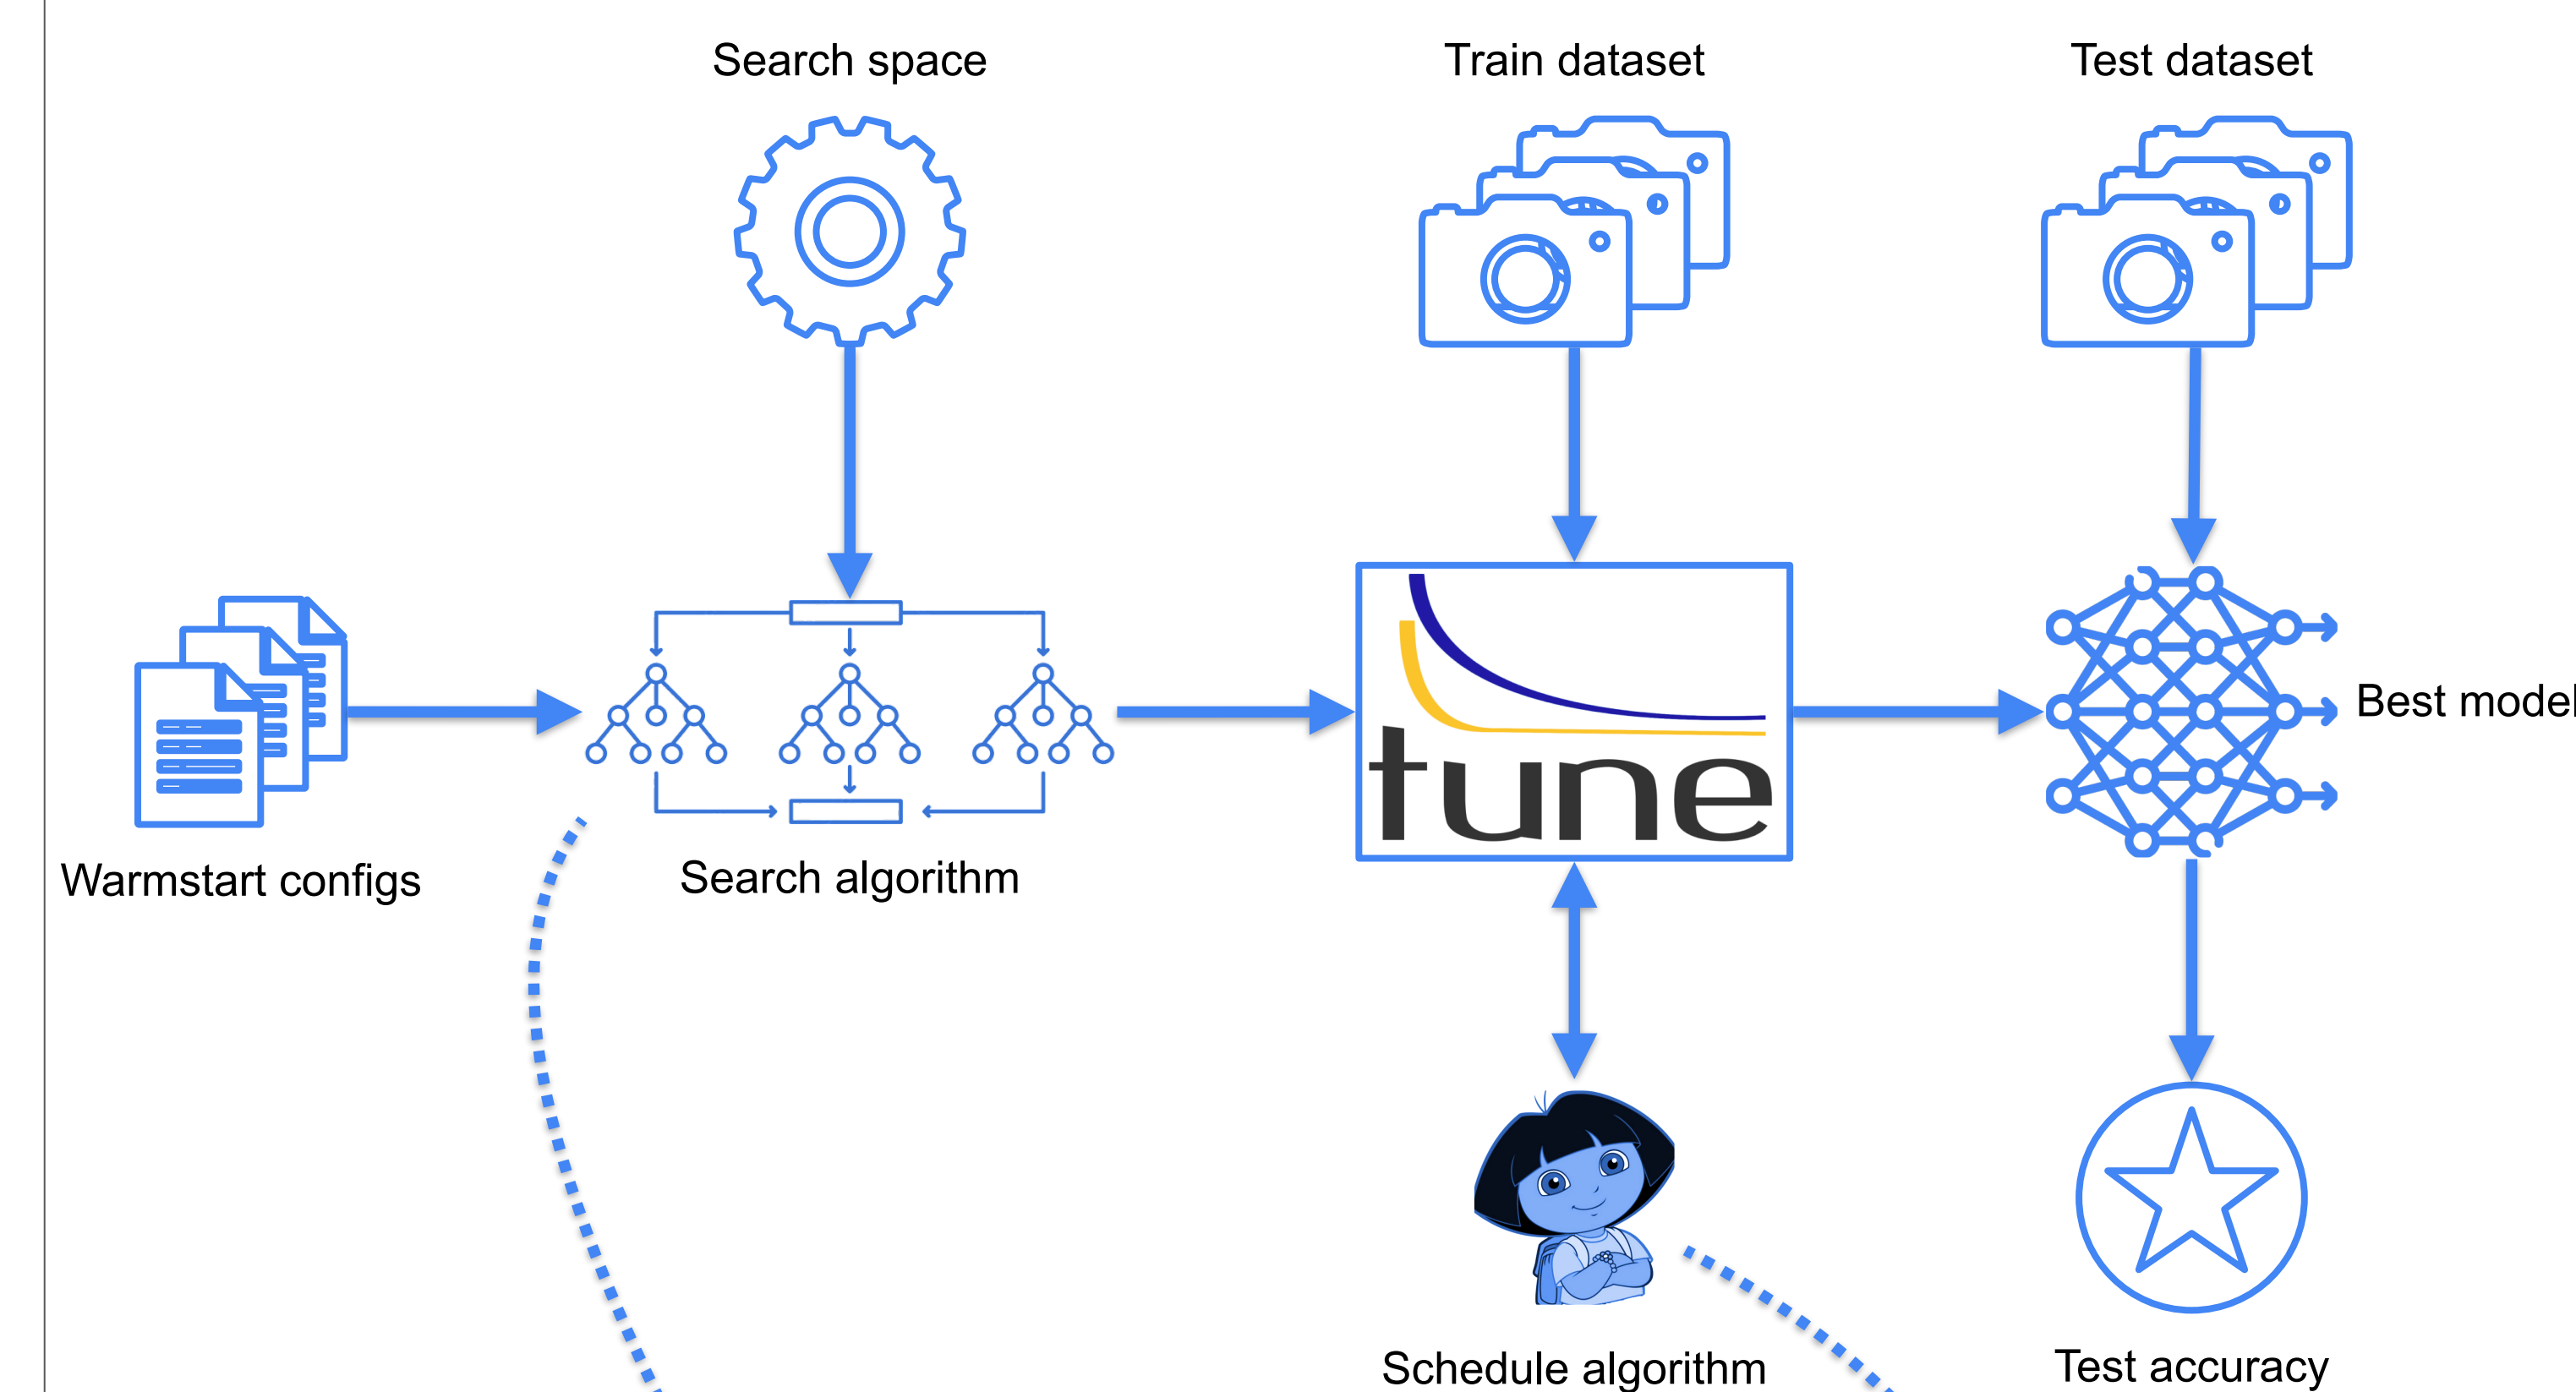 Search space
Train dataset
Test dataset
tune
Best model
Warmstart configs
Search algorithm
Schedule algorithm
Test accuracy